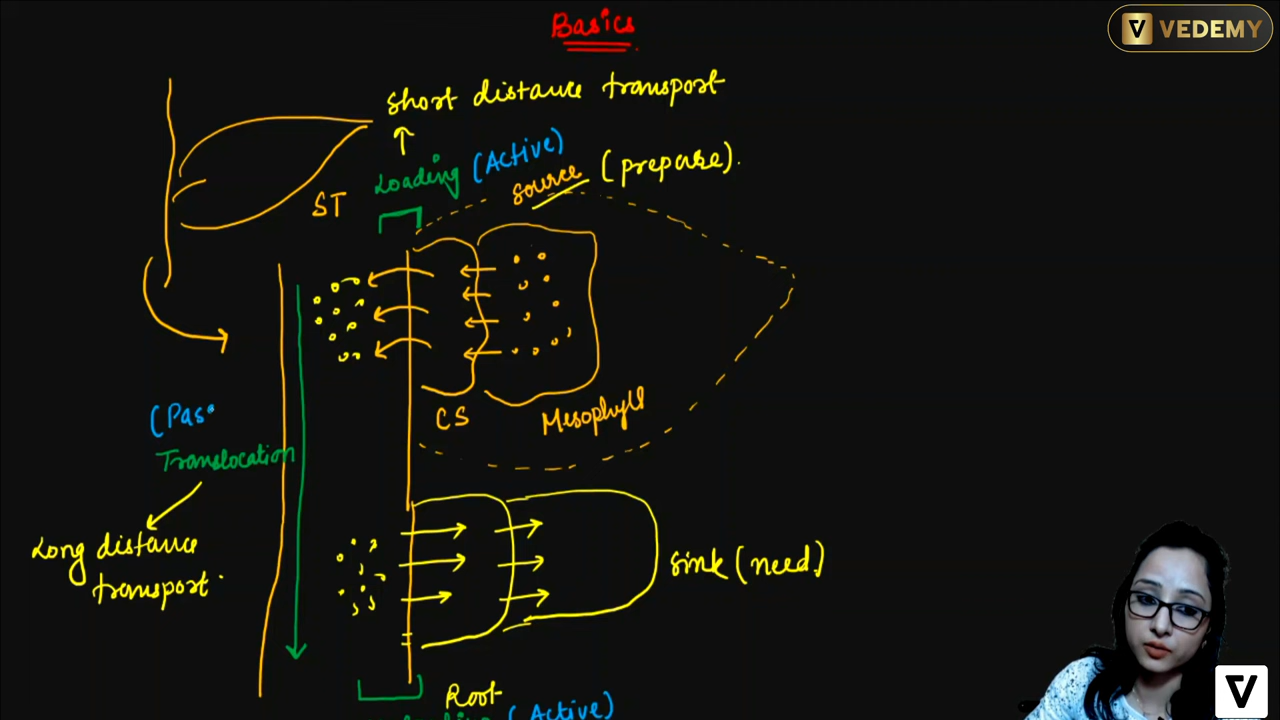 Basics
VEDEMY
short distance transport
Loading (Active)
source (prepare).
ST
CS
Mesophyll
(Pas
Translocation
Long distance
transport
sink (need)
Root
(Active)